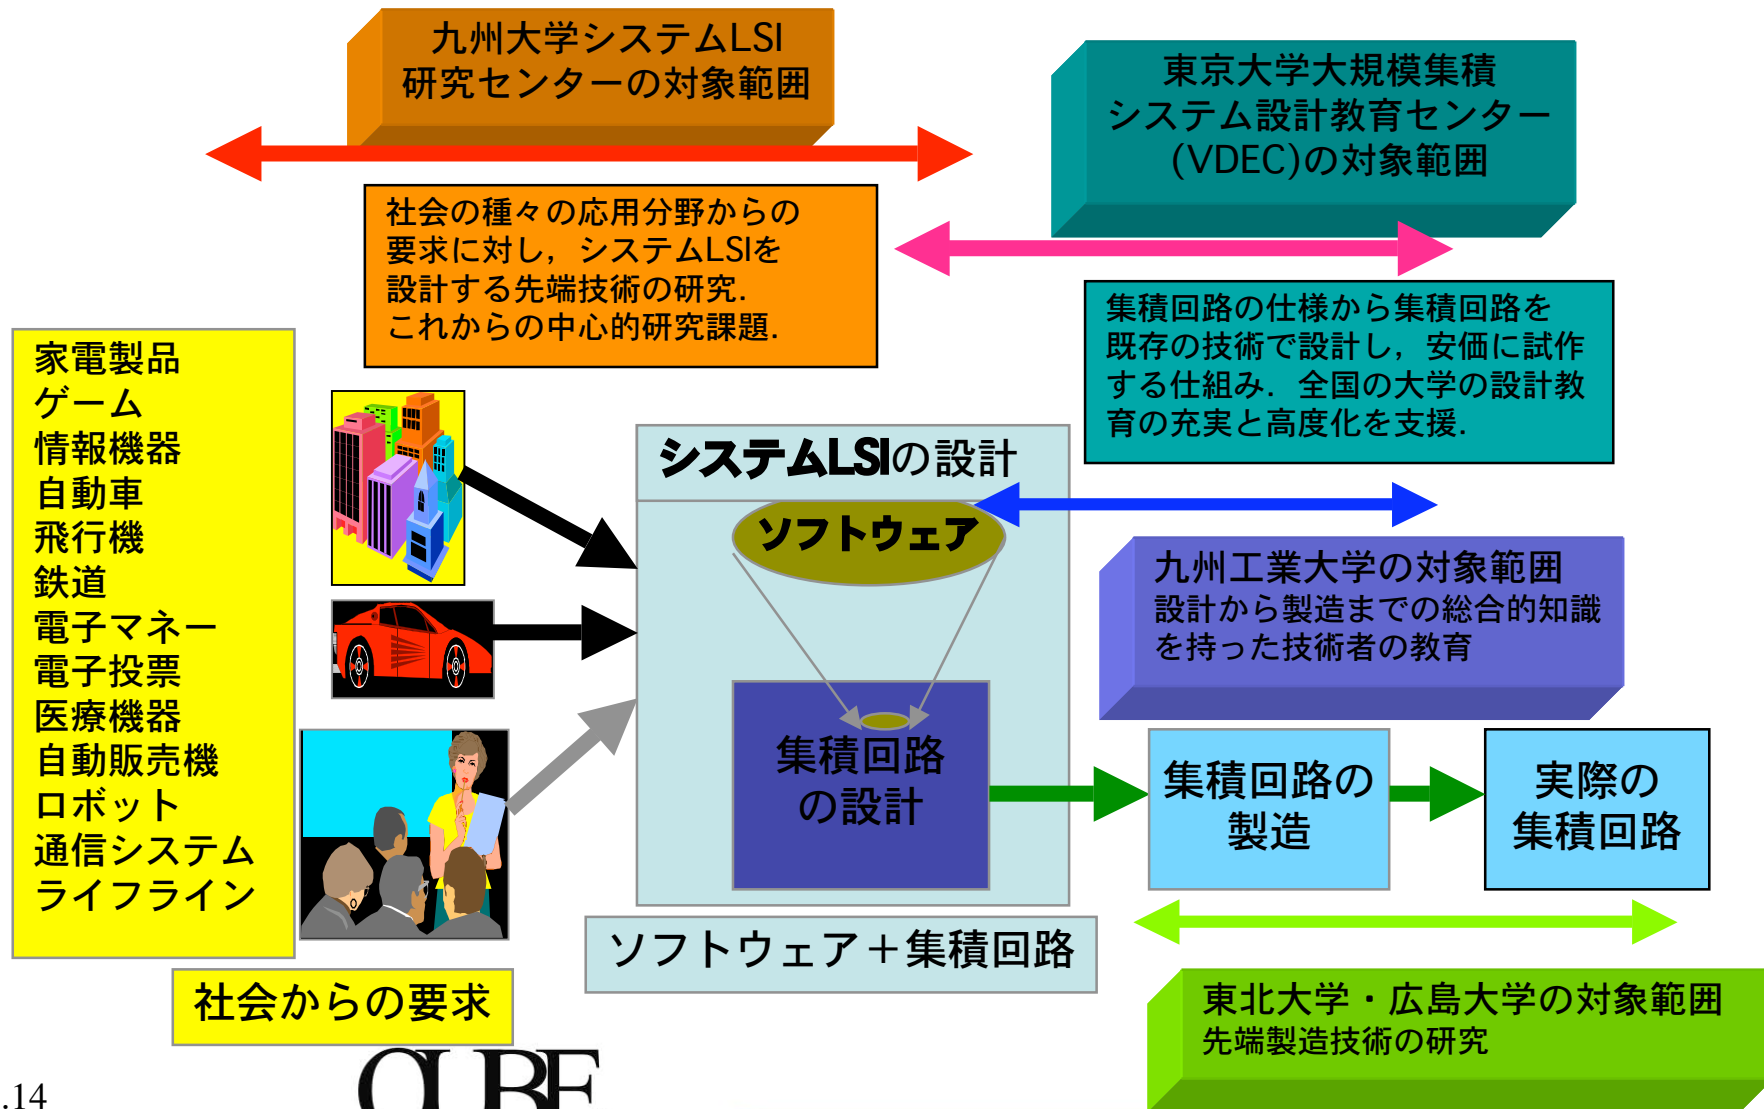 九州大学システムLSI
研究センターの対象範囲
東京大学大規模集積
システム設計教育センター
(VDEC)の対象範囲
社会の種々の応用分野からの
要求に対し，システムLSIを
設計する先端技術の研究．
これからの中心的研究課題．
集積回路の仕様から集積回路を
既存の技術で設計し，安価に試作
する仕組み．全国の大学の設計教
育の充実と高度化を支援．
家電製品
ゲーム
情報機器
自動車
飛行機
鉄道
電子マネー
電子投票
医療機器
自動販売機
ロボット
通信システム
ライフライン
社会からの要求
システムLSIの設計
ソフトウェア
集積回路
の設計
ソフトウェア＋集積回路
九州工業大学の対象範囲
設計から製造までの総合的知識
を持った技術者の教育
集積回路の
製造
実際の
集積回路
東北大学・広島大学の対象範囲
先端製造技術の研究
.14